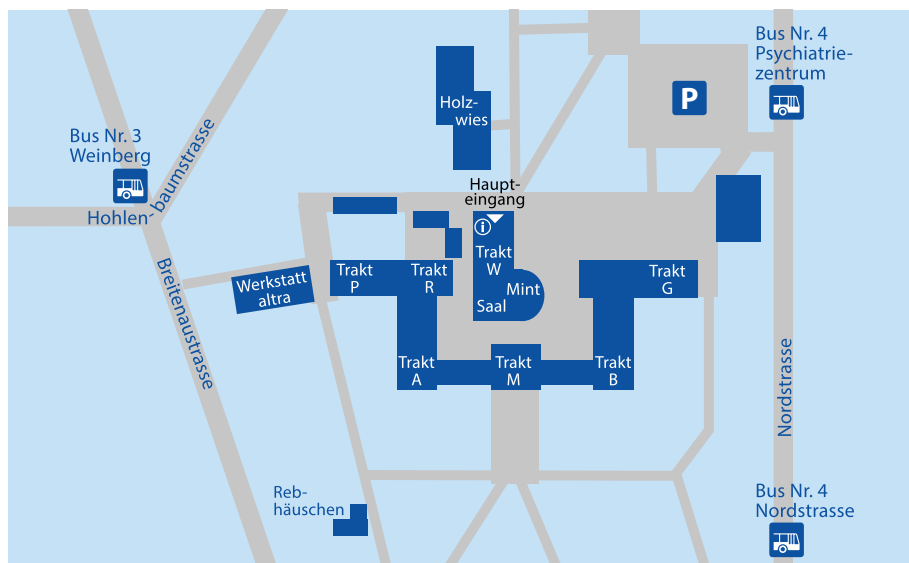 Bus Nr. 4
Psychiatrie-
zentrum
P
Holz-
wies
Bus Nr. 3
Weinberg
Hohlen-
baumstrasse
Haupt-
eingang
i
Trakt
W
Mint
Saal
Trakt
P
Trakt
R
Trakt
G
Werkstatt
altra
Breitenaustrasse
Trakt
A
Trakt
M
Trakt
B
Nordstrasse
Reb-
häuschen
Bus Nr. 4
Nordstrasse